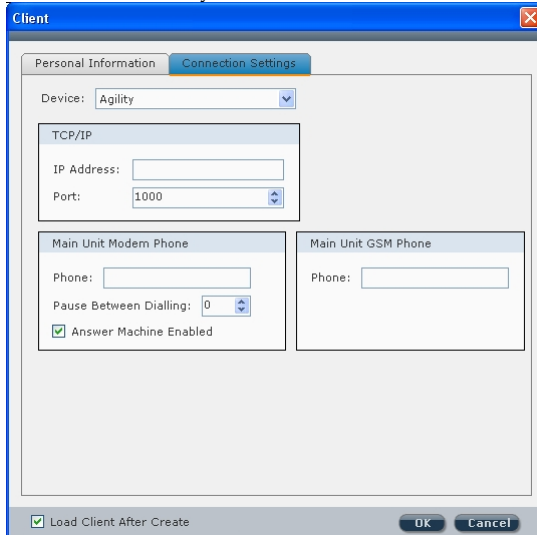 Client
Personal Information
Connection Settings
Device: Agility
TCP/IP
IP Address:
Port: 1000
Main Unit Modem Phone
Phone:
Pause Between Dialling: 0
Answer Machine Enabled
Main Unit GSM Phone
Phone:
Load Client After Create
OK
Cancel